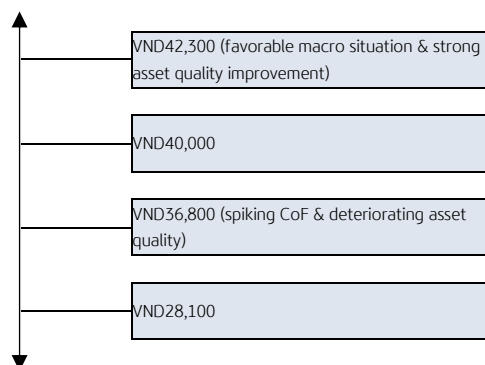 VND42,300 (favorable macro situation & strong
asset quality improvement)
VND40,000
VND36,800 (spiking CoF & deteriorating asset
quality)
VND28,100